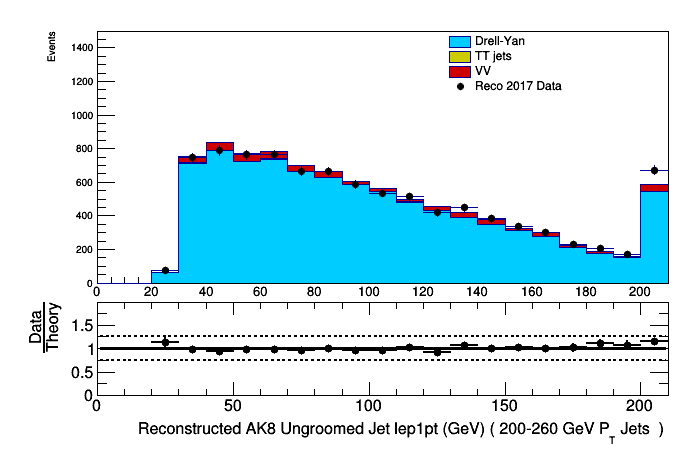 Events
1400
1200
1000
800
600
400
200
0
Drell-Yan
TT jets
VV
Reco 2017 Data
0 20 40 60 80 100 120 140 160 180 200
Data
Theory
1.5
1
0.5
0
0 50 100 150 200
Reconstructed AK8 Ungroomed Jet lep1pt (GeV) ( 200-260 GeV P_T Jets )